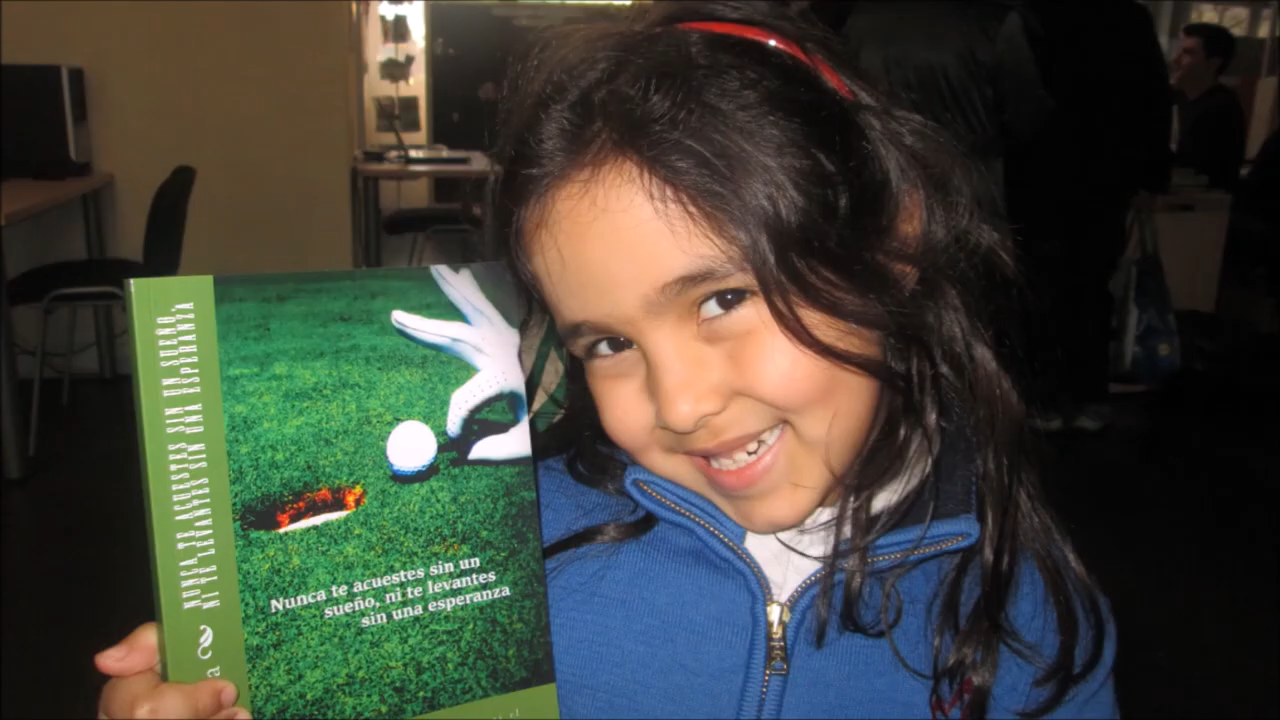 NUNCA TE ACUESTES SIN UN SUEÑO,
NI TE LEVANTES SIN UNA ESPERANZA
Nunca te acuestes sin un
sueño, ni te levantes
sin una esperanza